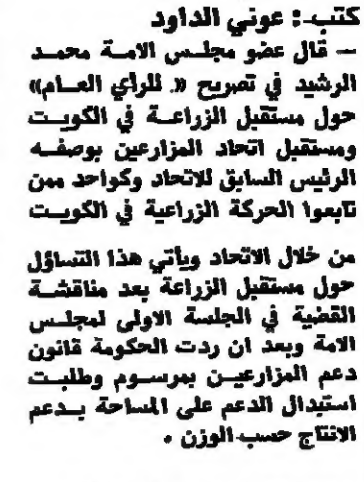 كتب: عوني الداود
— قال عضو مجلس الامة محمد
الرشيد في تصريح « للرأي العام»
حول مستقبل الزراعة في الكويت
ومستقبل اتحاد المزارعين بوصفه
الرئيس السابق للاتحاد وكواحد ممن
تابعوا الحركة الزراعية في الكويت
من خلال الاتحاد ويأتي هذا التساؤل
حول مستقبل الزراعة بعد مناقشة
القضية في الجلسة الاولى لمجلس
الامة وبعد ان ردت الحكومة قانون
دعم المزارعين بمرسوم وطلبت
استبدال الدعم على المساحة بدعم
الانتاج حسب الوزن .